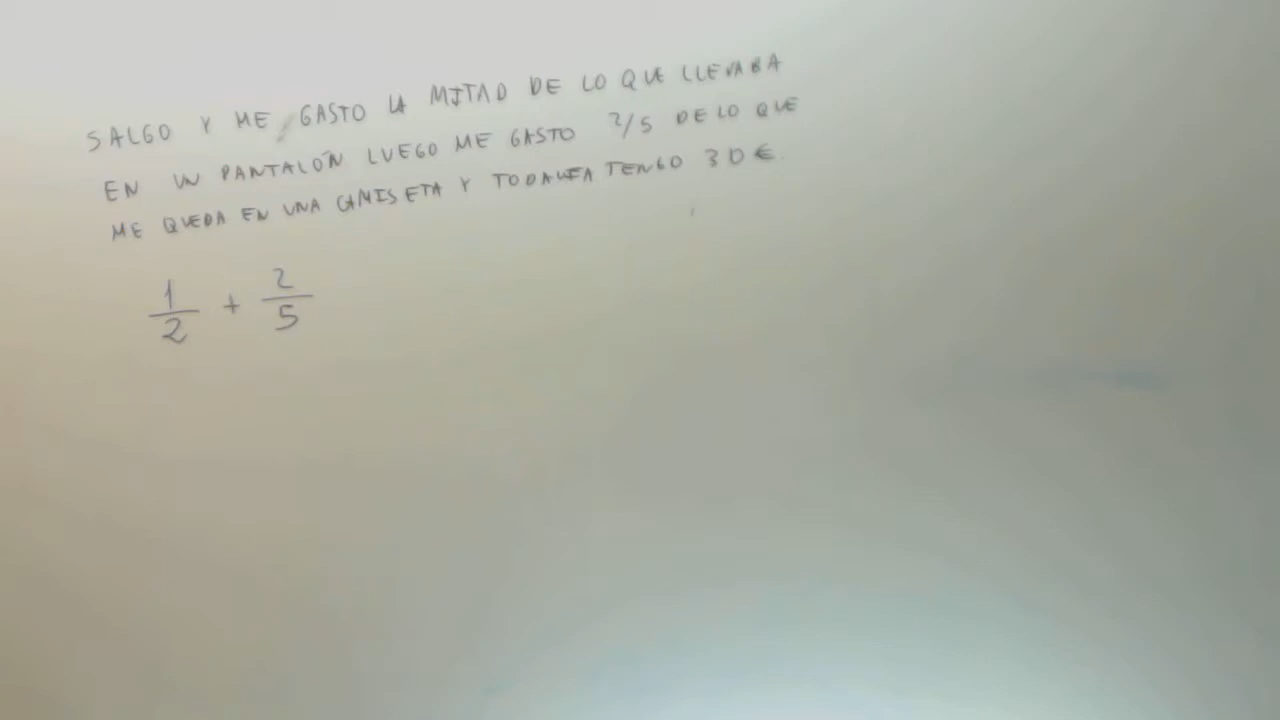 SALGO Y ME GASTO LA MITAD DE LO QUE LLEVABA
EN UN PANTALÓN LUEGO ME GASTO 2/5 DE LO QUE
ME QUEDA EN UNA CAMISETA Y TODAVÍA TENGO 30€.
1/2 + 2/5